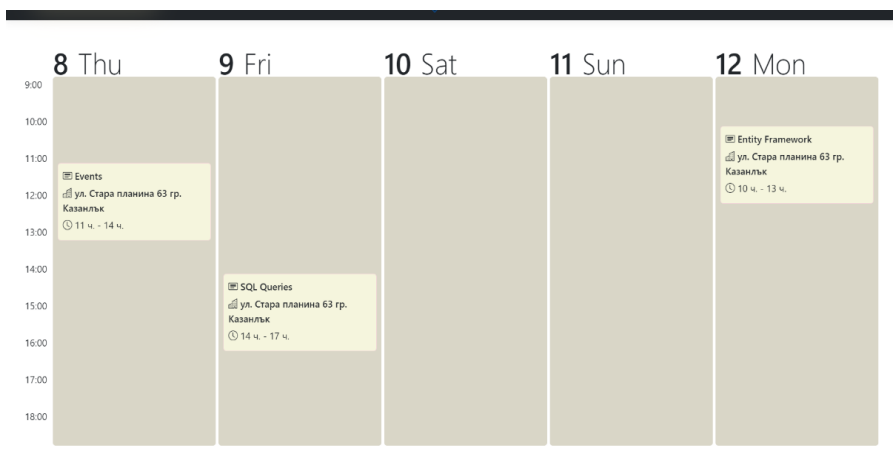 8 Thu
9 Fri
10 Sat
11 Sun
12 Mon
9:00
10:00
11:00
12:00
13:00
14:00
15:00
16:00
17:00
18:00
Events
ул. Стара планина 63 гр.
Казанлък
11 ч. - 14 ч.
SQL Queries
ул. Стара планина 63 гр.
Казанлък
14 ч. - 17 ч.
Entity Framework
ул. Стара планина 63 гр.
Казанлък
10 ч. - 13 ч.